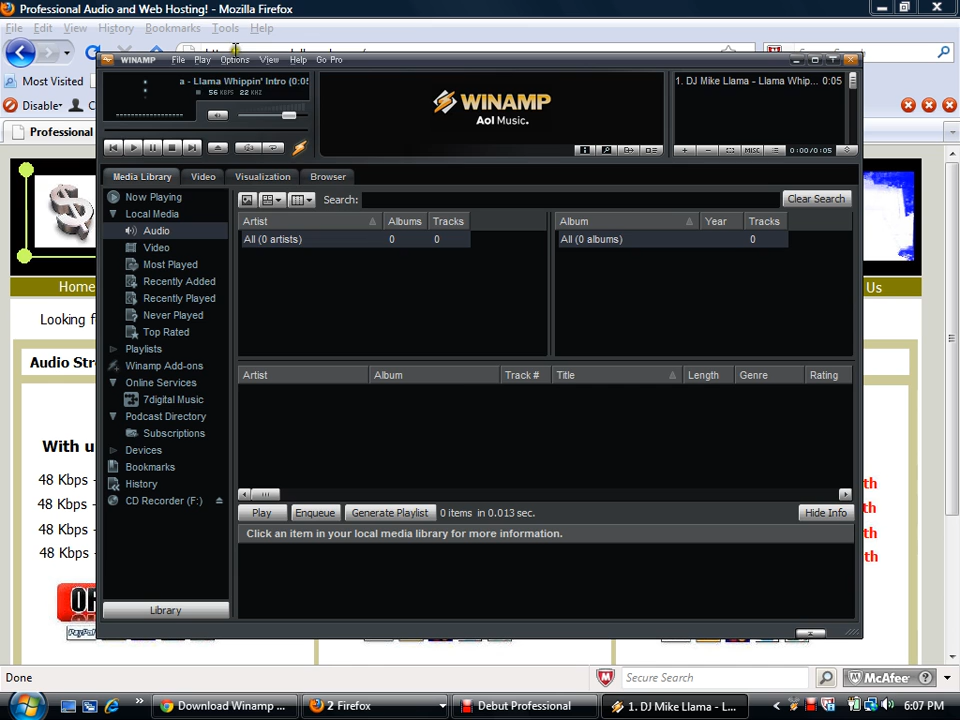 Professional Audio and Web Hosting! - Mozilla Firefox
File Edit View History Bookmarks Tools Help
Most Visited
Disable
Professional
WINAMP File Play Options View Help Go Pro
a - Llama Whippin' Intro (0:05
56 KBPS 22 KHZ
WINAMP
Aol Music.
1. DJ Mike Llama - Llama Whip... 0:05
MISC 0:00/0:05
Media Library Video Visualization Browser
Now Playing
Local Media
Audio
Video
Most Played
Recently Added
Recently Played
Never Played
Top Rated
Playlists
Winamp Add-ons
Online Services
7digital Music
Podcast Directory
Subscriptions
Devices
Bookmarks
History
CD Recorder (F:)
Library
Search: Clear Search
Artist Albums Tracks
All (0 artists) 0 0
Album Year Tracks
All (0 albums) 0
Artist Album Track # Title Length Genre Rating
Play Enqueue Generate Playlist 0 items in 0.013 sec. Hide Info
Click an item in your local media library for more information.
Home
Us
Looking f
Audio Str
With u
48 Kbps -
48 Kbps -
48 Kbps -
48 Kbps -
th
th
th
th
PayPal
Done
Secure Search
McAfee
Download Winamp ... 2 Firefox Debut Professional 1. DJ Mike Llama - L... 6:07 PM